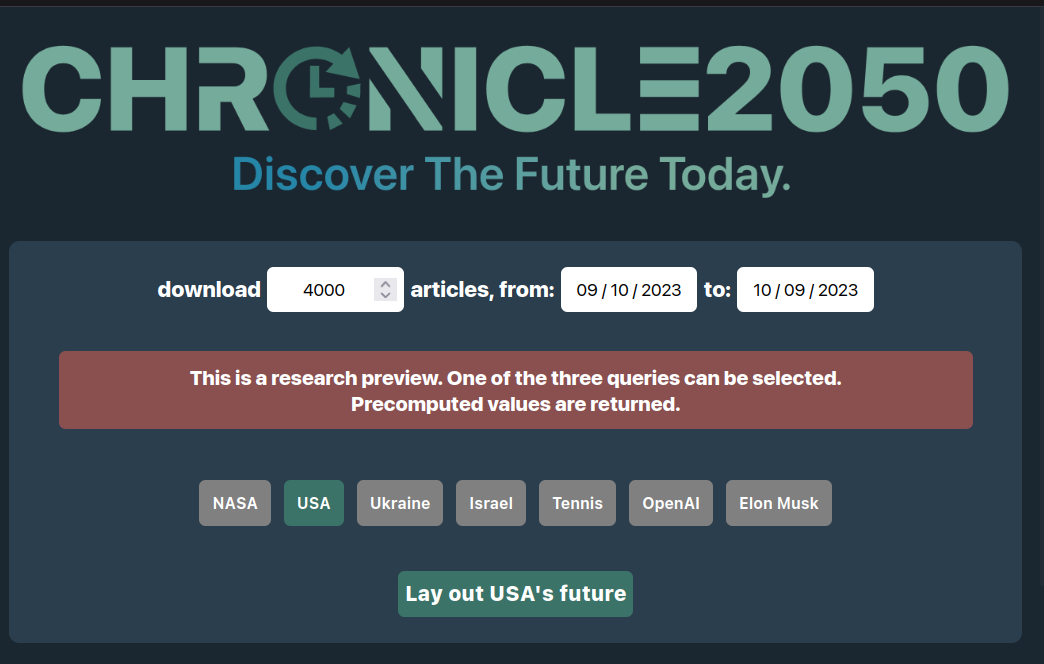 CHRONICLE2050
Discover The Future Today.
download 4000 articles, from: 09 / 10 / 2023 to: 10 / 09 / 2023
This is a research preview. One of the three queries can be selected.
Precomputed values are returned.
NASA USA Ukraine Israel Tennis OpenAI Elon Musk
Lay out USA's future